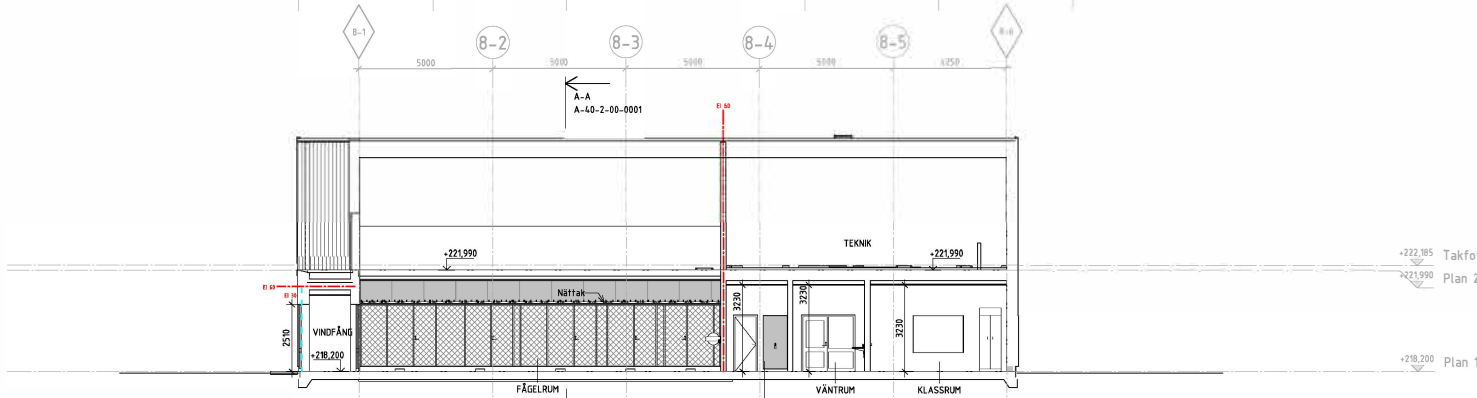 8-1
8-2
8-3
8-4
8-5
5000
5000
5000
5000
4250
A-A
A-40-2-00-0001
EI 60
TEKNIK
+221,990
+221,990
+222,185
Plan 2
+221,990
EI 60
EI 30
Nättak
3230
3230
3230
2510
VINDFÅNG
+218,200
+218,200 Plan 1
FÅGELRUM
VÄNTRUM
KLASSRUM